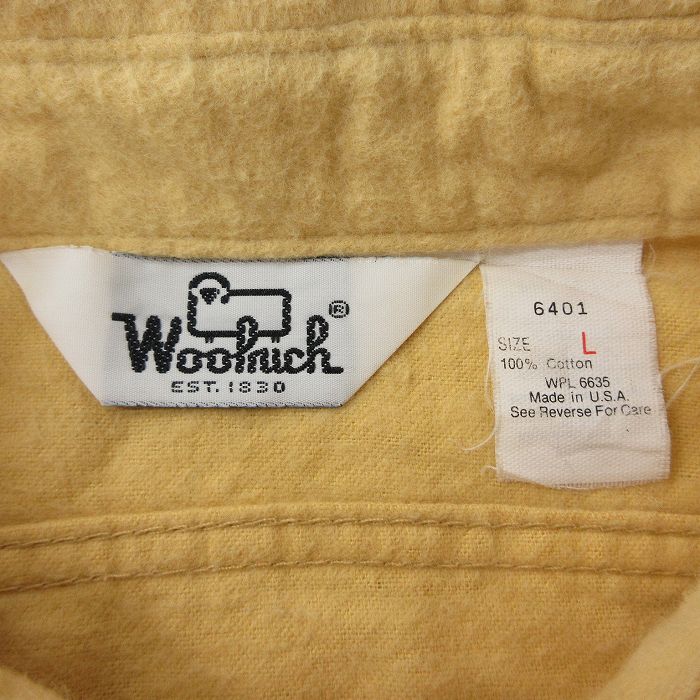 Woolrich ®
EST. 1830
6401
SIZE L
100% Cotton
WPL 6635
Made in U.S.A.
See Reverse For Care